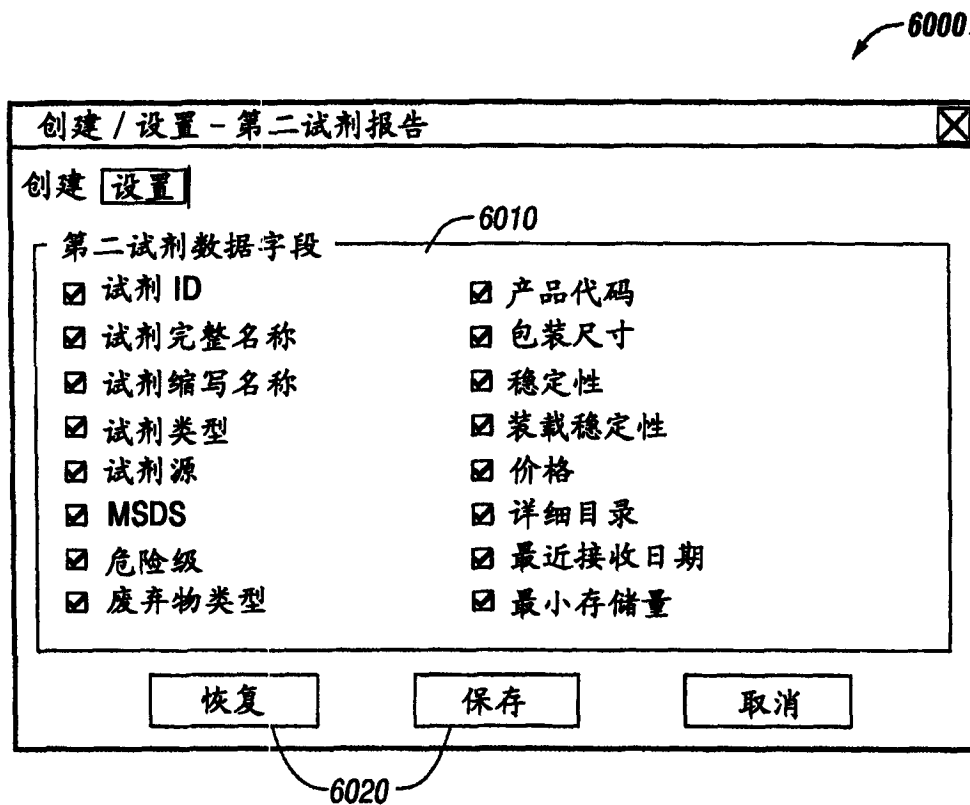 6000
创建 / 设置 – 第二试剂报告
创建 设置
6010
第二试剂数据字段
试剂 ID 产品代码
试剂完整名称 包装尺寸
试剂缩写名称 稳定性
试剂类型 装载稳定性
试剂源 价格
MSDS 详细目录
危险级 最近接收日期
废弃物类型 最小存储量
恢复 保存 取消
6020